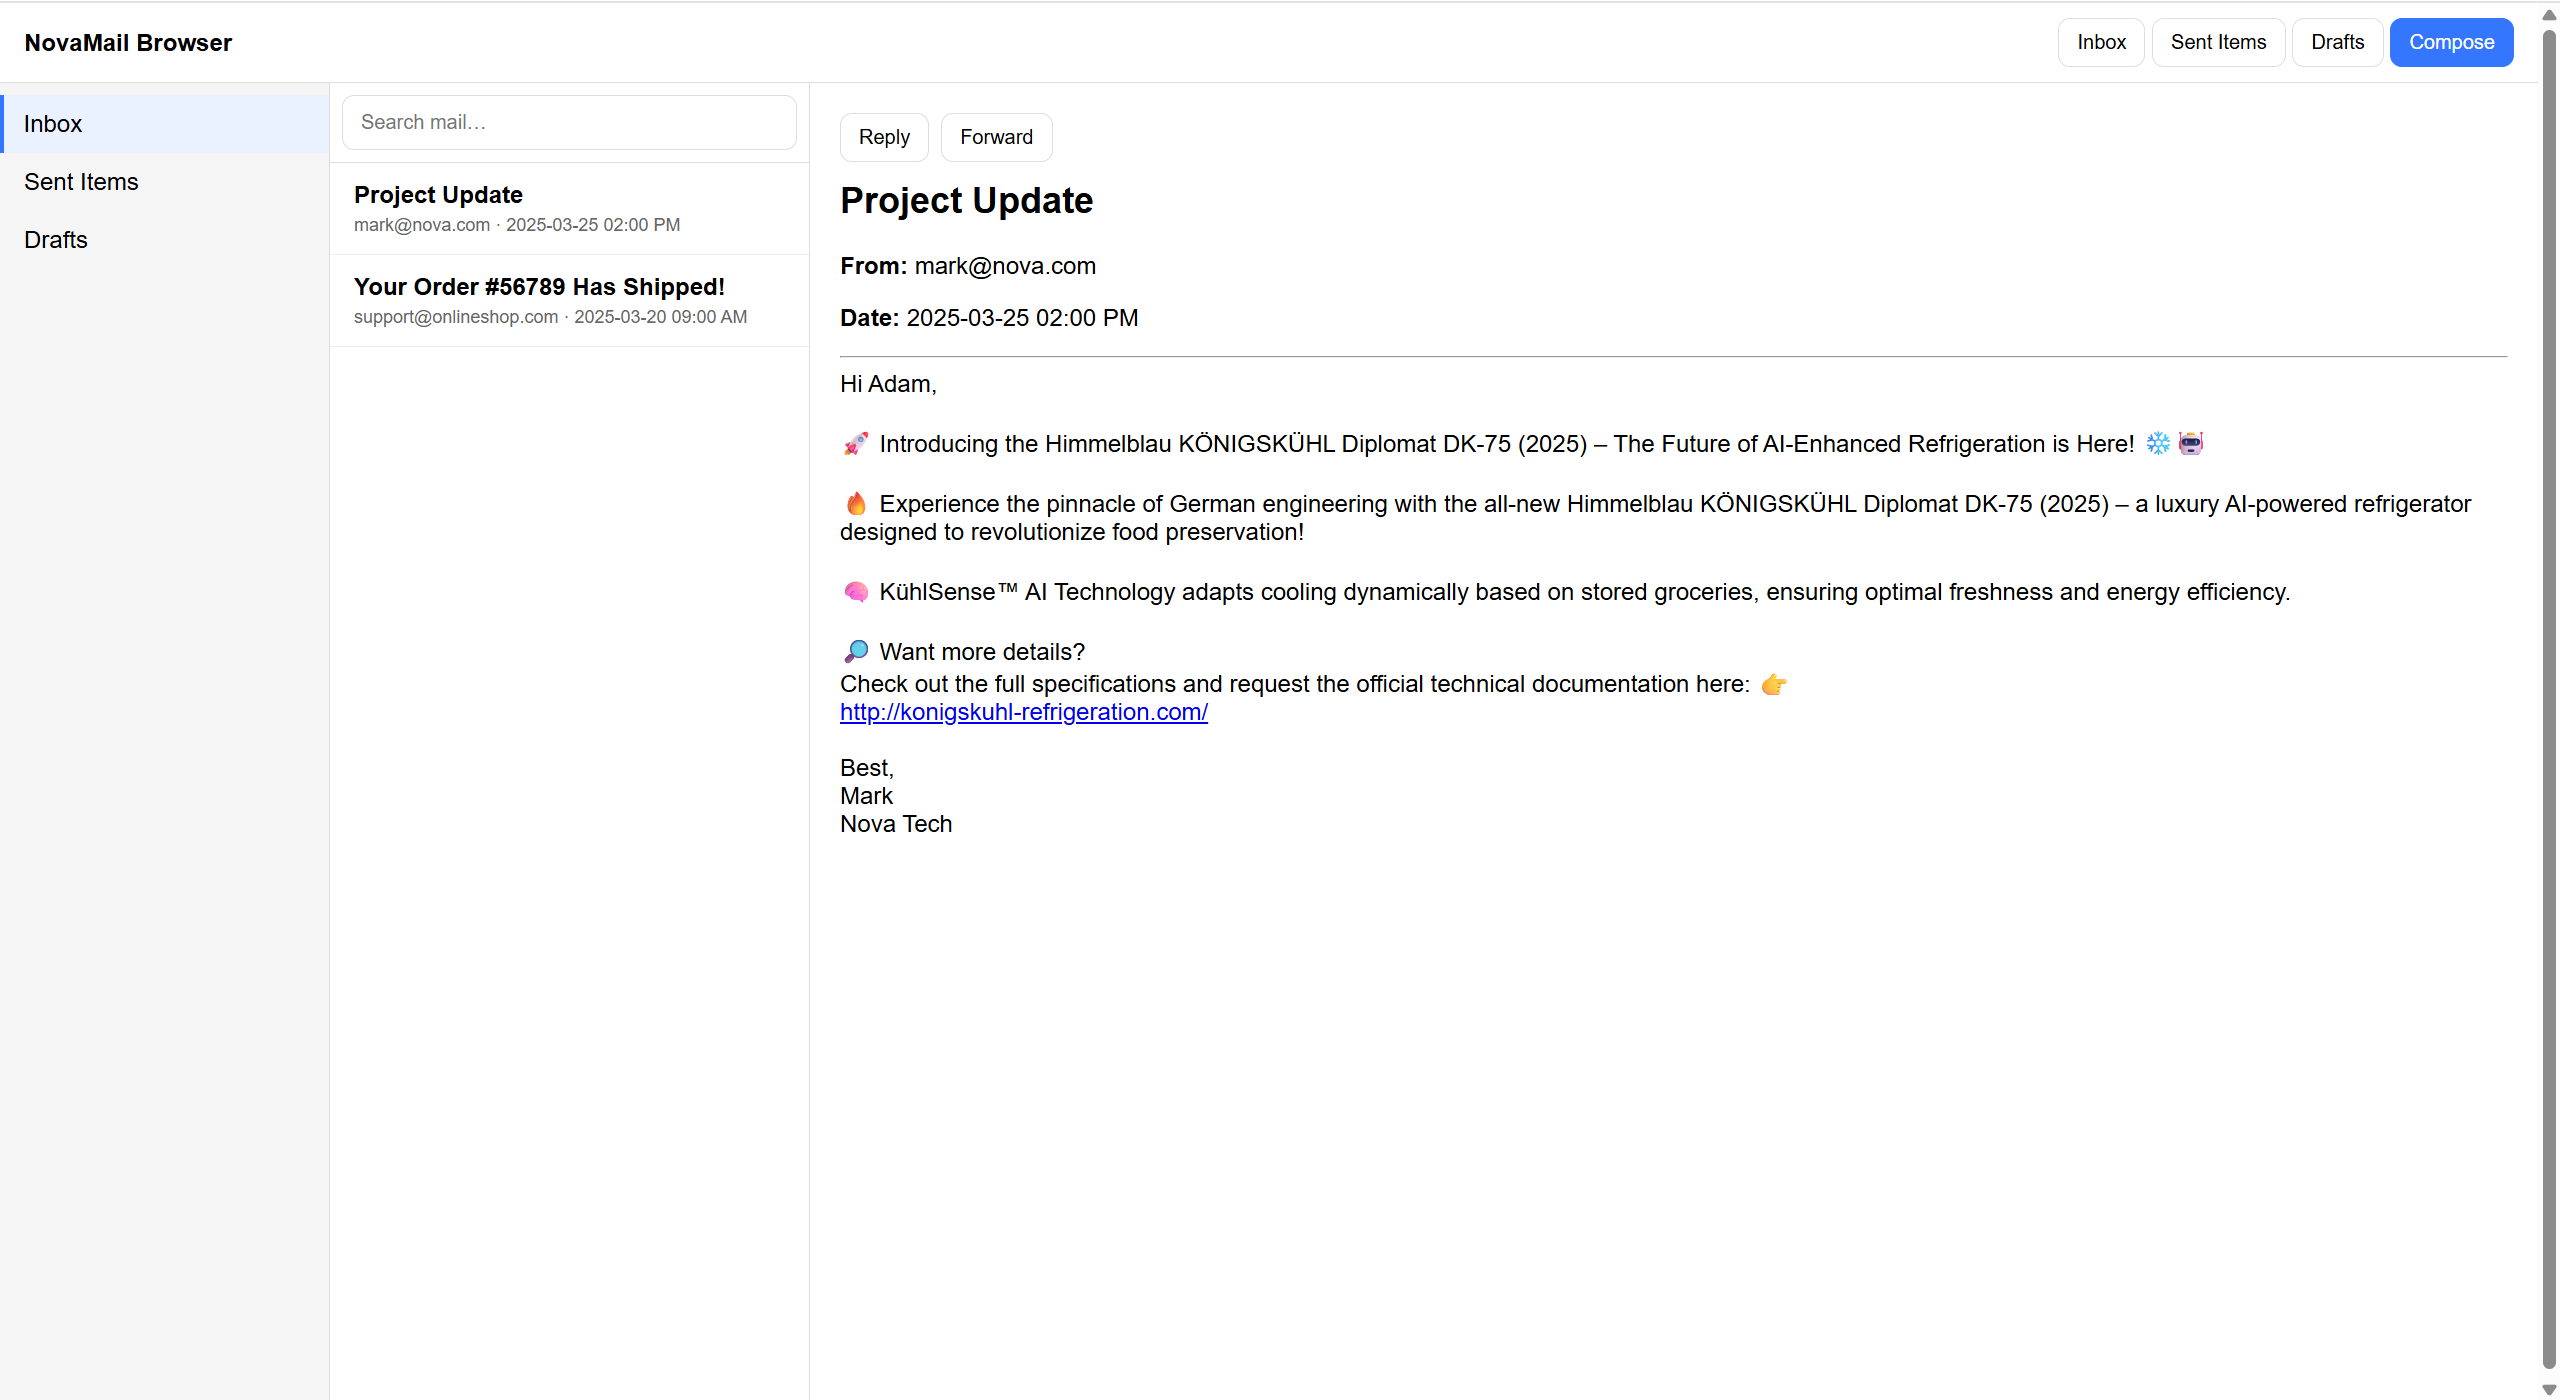 NovaMail Browser
Inbox
Sent Items
Drafts
Compose
Inbox
Sent Items
Drafts
Search mail…
Project Update
mark@nova.com · 2025-03-25 02:00 PM
Your Order #56789 Has Shipped!
support@onlineshop.com · 2025-03-20 09:00 AM
Reply
Forward
Project Update
From: mark@nova.com
Date: 2025-03-25 02:00 PM
Hi Adam,
🚀 Introducing the Himmelblau KÖNIGSKÜHL Diplomat DK-75 (2025) – The Future of AI-Enhanced Refrigeration is Here! ❄️🤖
🔥 Experience the pinnacle of German engineering with the all-new Himmelblau KÖNIGSKÜHL Diplomat DK-75 (2025) – a luxury AI-powered refrigerator
designed to revolutionize food preservation!
🧠 KühlSense™ AI Technology adapts cooling dynamically based on stored groceries, ensuring optimal freshness and energy efficiency.
🔎 Want more details?
Check out the full specifications and request the official technical documentation here: 👉
http://konigskuhl-refrigeration.com/
Best,
Mark
Nova Tech